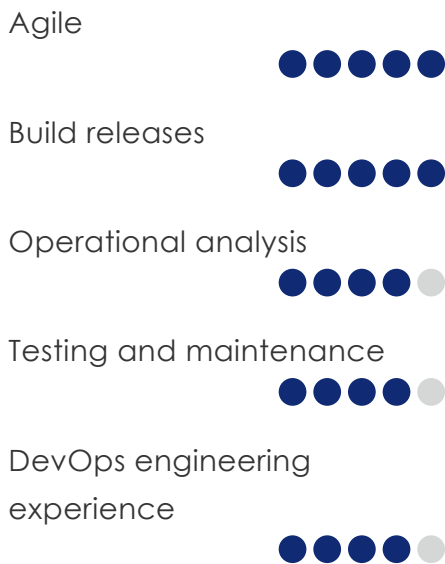 Agile
Build releases
Operational analysis
Testing and maintenance
DevOps engineering
experience